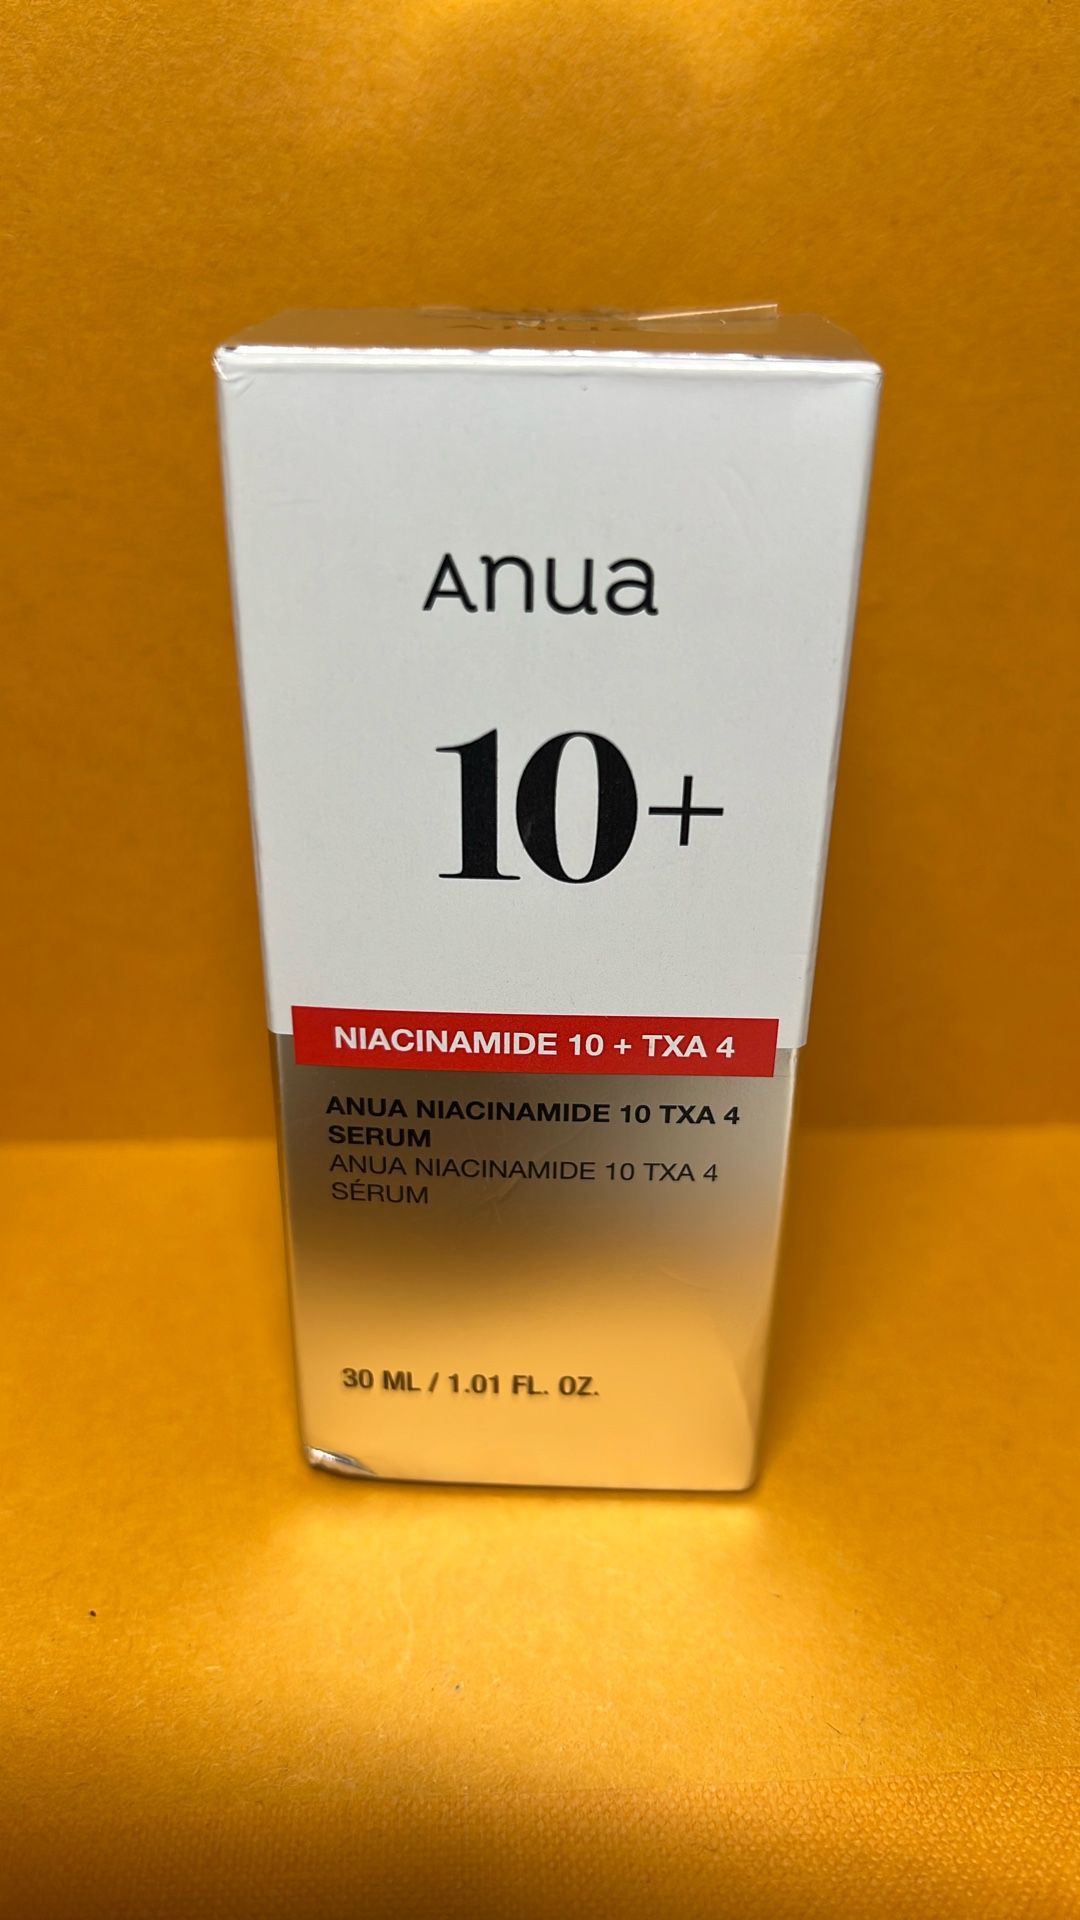 Anua
10+
NIACINAMIDE 10 + TXA 4
ANUA NIACINAMIDE 10 TXA 4
SERUM
ANUA NIACINAMIDE 10 TXA 4
SÉRUM
30 ML / 1.01 FL. OZ.